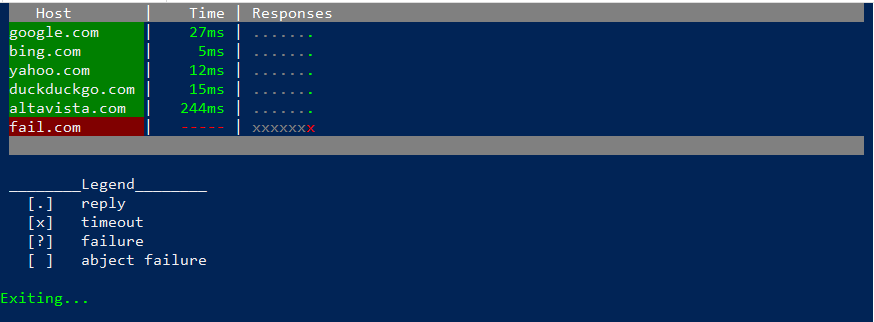 Host | Time | Responses
google.com | 27ms | .......
bing.com | 5ms | .......
yahoo.com | 12ms | .......
duckduckgo.com | 15ms | .......
altavista.com | 244ms | .......
fail.com | ----- | xxxxxxx
________Legend________
[.] reply
[x] timeout
[?] failure
[ ] abject failure
Exiting...